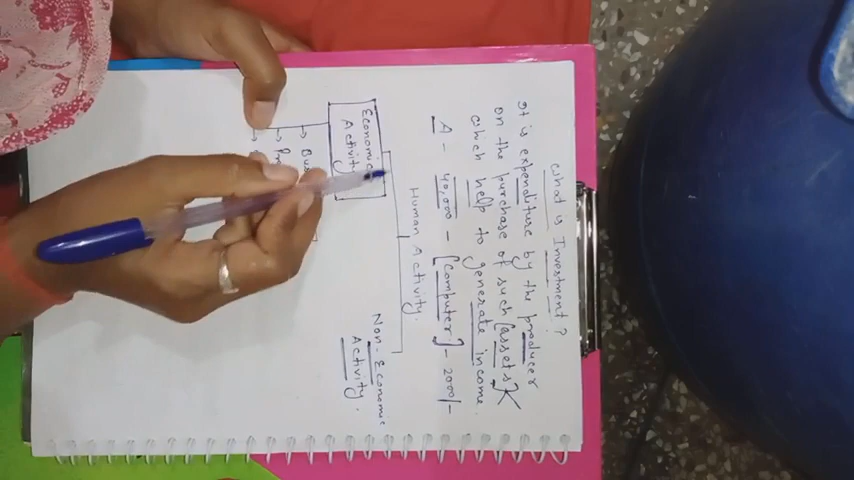 What is Investment?
It is expenditure by the producer
on the purchase of such [assets]
which help to generate income.
A - 40,000 - [computer] - 2000/-
Human Activity.
Economic
Activity
Non-Economic
Activity.